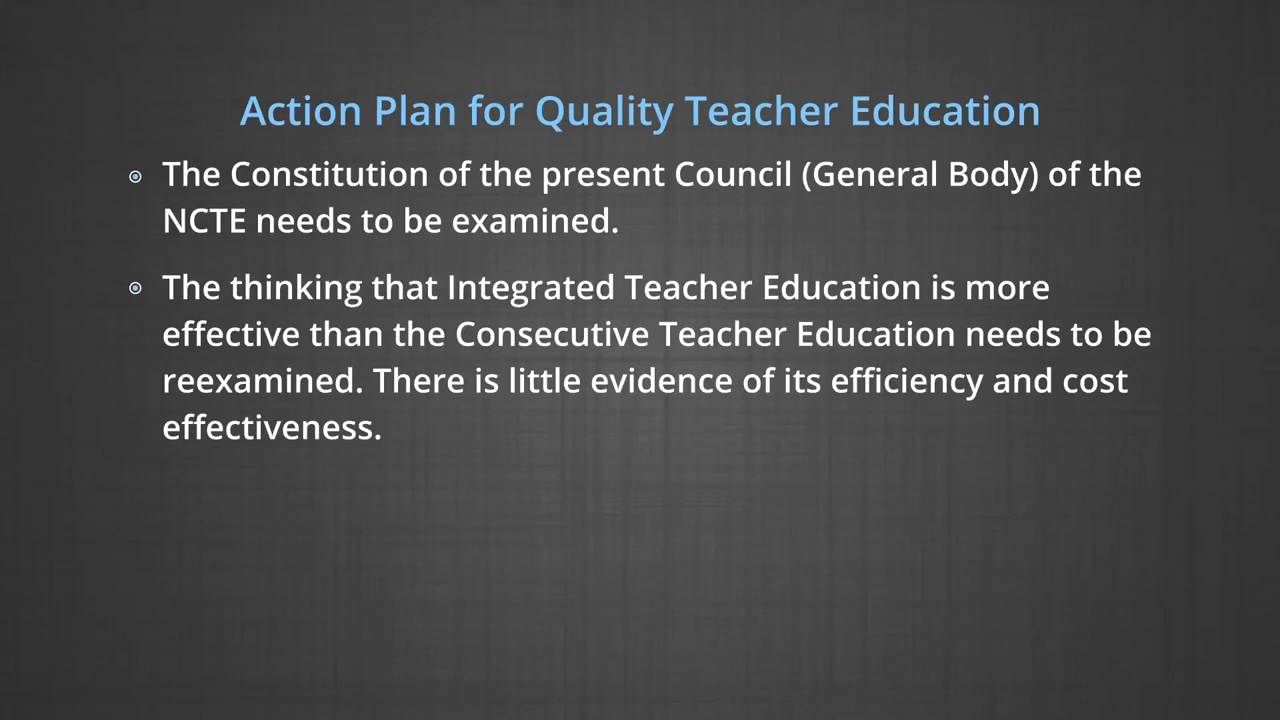 Action Plan for Quality Teacher Education
The Constitution of the present Council (General Body) of the
NCTE needs to be examined.
The thinking that Integrated Teacher Education is more
effective than the Consecutive Teacher Education needs to be
reexamined. There is little evidence of its efficiency and cost
effectiveness.